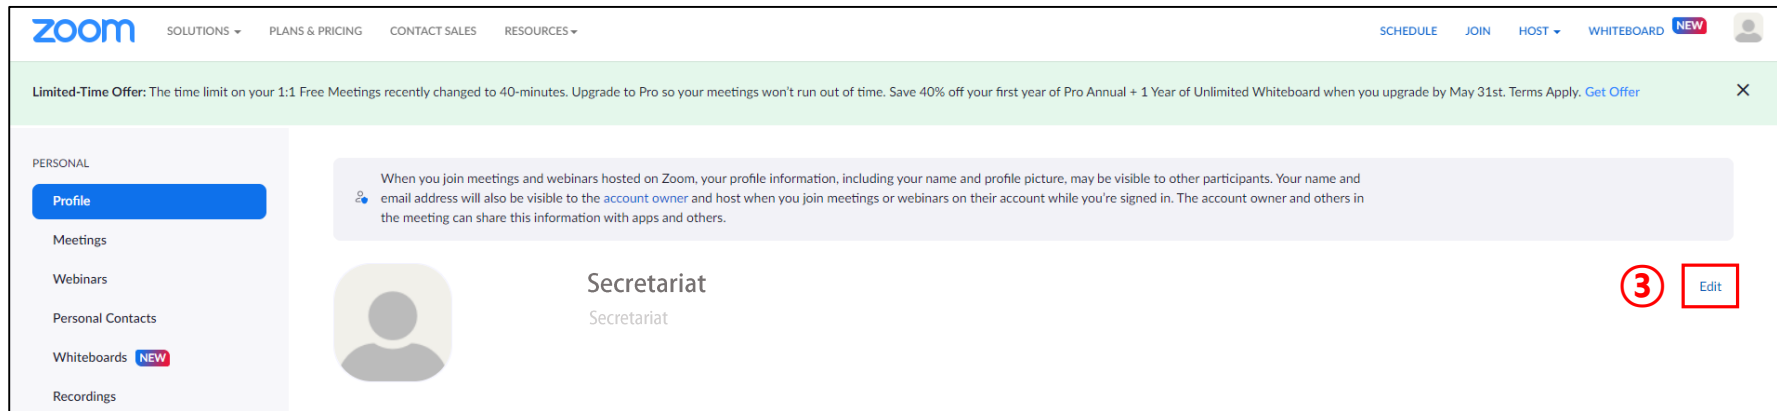 zoom SOLUTIONS PLANS & PRICING CONTACT SALES RESOURCES SCHEDULE JOIN HOST WHITEBOARD NEW
Limited-Time Offer: The time limit on your 1:1 Free Meetings recently changed to 40-minutes. Upgrade to Pro so your meetings won't run out of time. Save 40% off your first year of Pro Annual + 1 Year of Unlimited Whiteboard when you upgrade by May 31st. Terms Apply. Get Offer
PERSONAL
Profile
Meetings
Webinars
Personal Contacts
Whiteboards NEW
Recordings
When you join meetings and webinars hosted on Zoom, your profile information, including your name and profile picture, may be visible to other participants. Your name and
email address will also be visible to the account owner and host when you join meetings or webinars on their account while you're signed in. The account owner and others in
the meeting can share this information with apps and others.
Secretariat
Secretariat
③ Edit